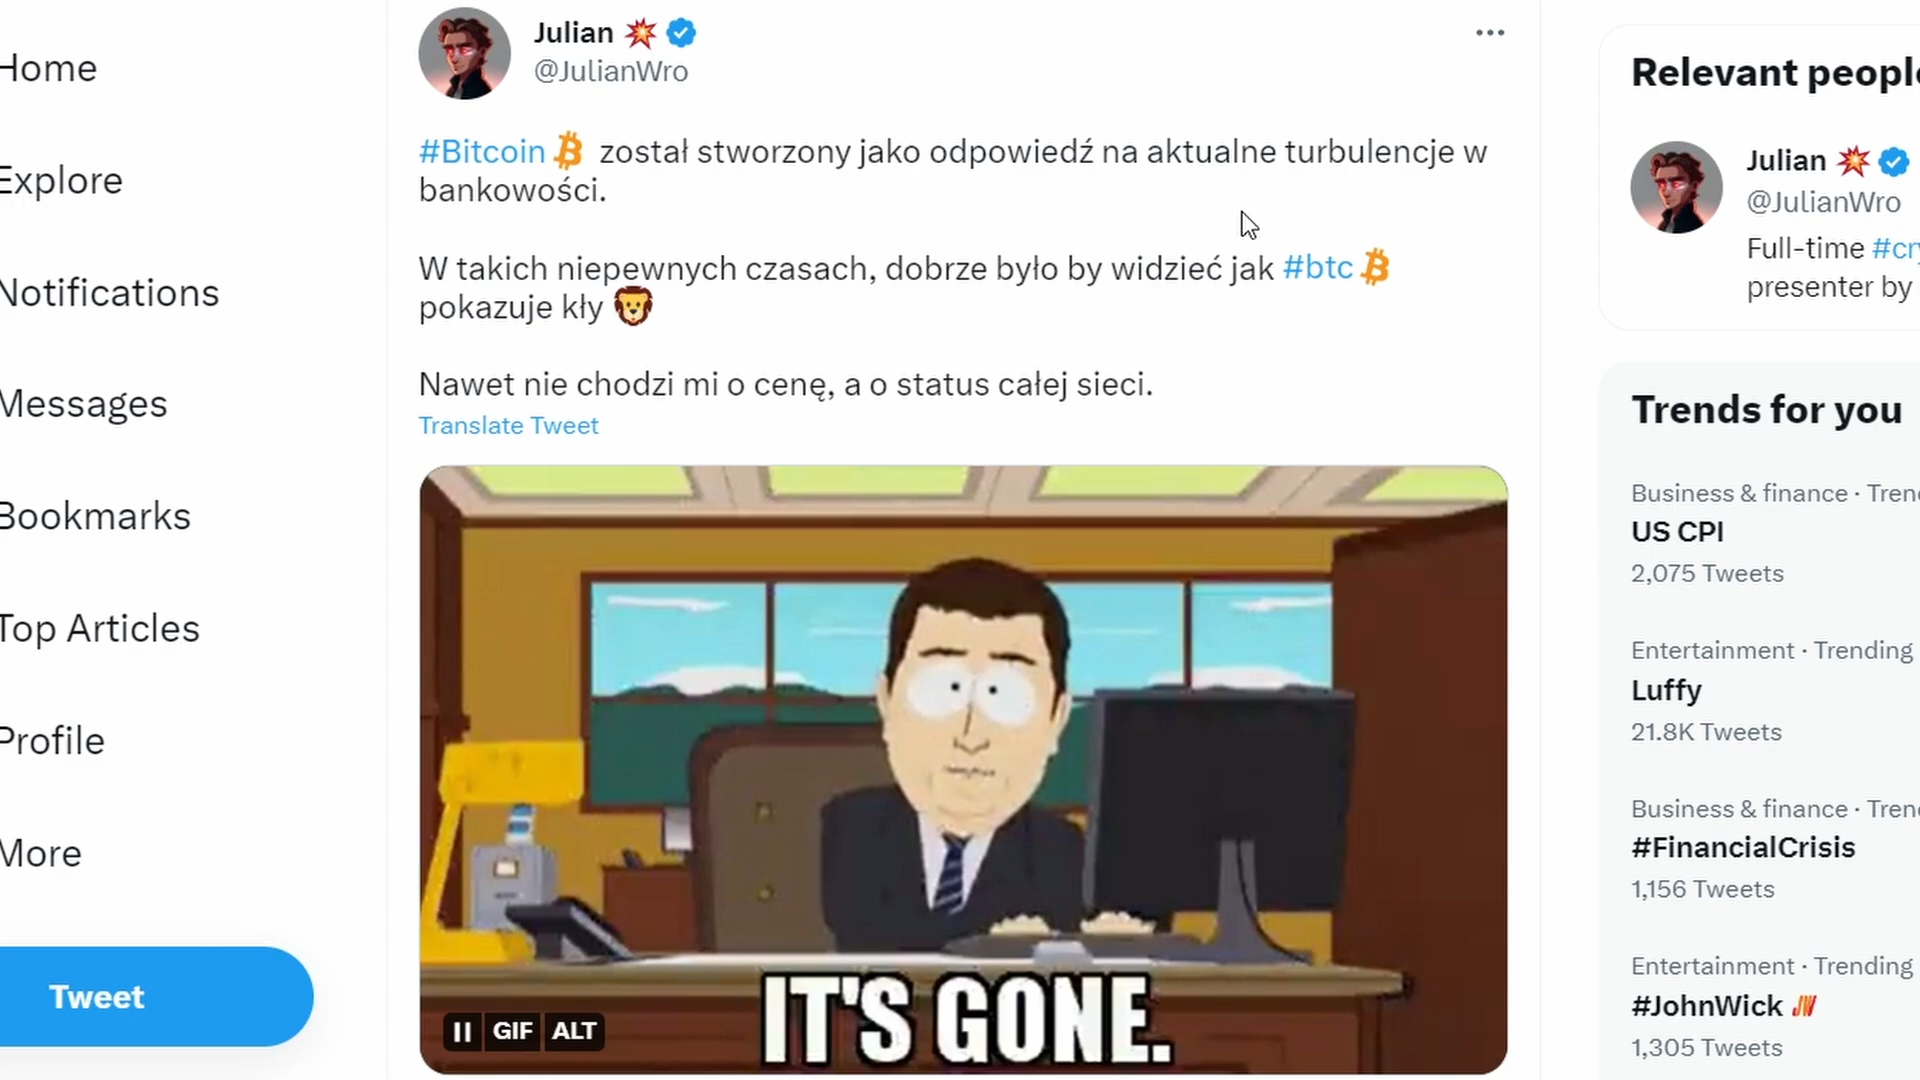 Home
Explore
Notifications
Messages
Bookmarks
Top Articles
Profile
More
Tweet
Julian
@JulianWro
#Bitcoin został stworzony jako odpowiedź na aktualne turbulencje w
bankowości.
W takich niepewnych czasach, dobrze było by widzieć jak #btc
pokazuje kły
Nawet nie chodzi mi o cenę, a o status całej sieci.
Translate Tweet
IT'S GONE.
GIF ALT
Relevant people
Julian
@JulianWro
Full-time #cry
presenter by
Trends for you
Business & finance · Tren
US CPI
2,075 Tweets
Entertainment · Trending
Luffy
21.8K Tweets
Business & finance · Tren
#FinancialCrisis
1,156 Tweets
Entertainment · Trending
#JohnWick
1,305 Tweets